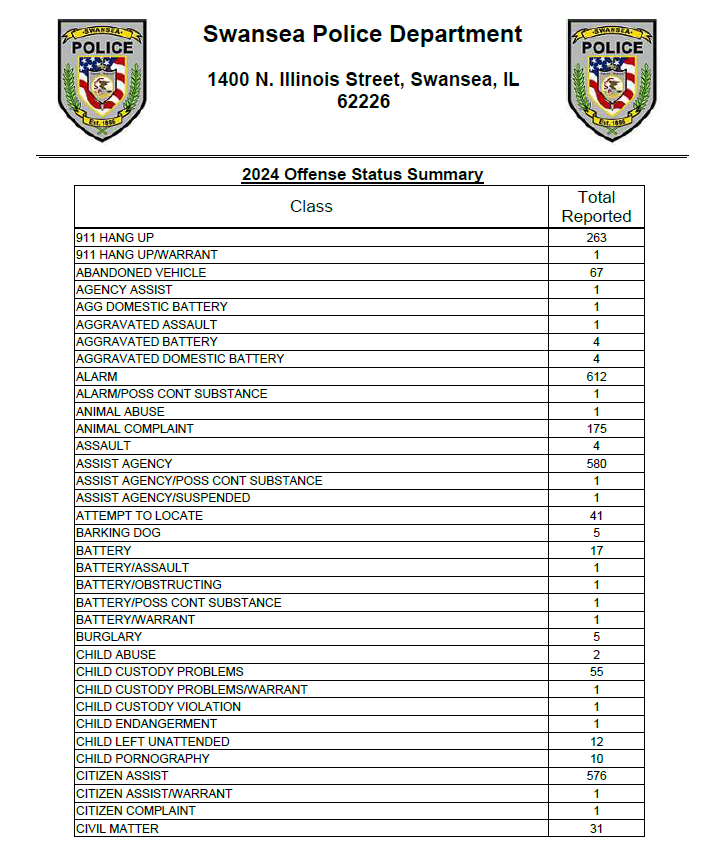 SWANSEA
POLICE
Est. 1886
Swansea Police Department
1400 N. Illinois Street, Swansea, IL
62226
SWANSEA
POLICE
Est. 1886
2024 Offense Status Summary
Class Total Reported
911 HANG UP 263
911 HANG UP/WARRANT 1
ABANDONED VEHICLE 67
AGENCY ASSIST 1
AGG DOMESTIC BATTERY 1
AGGRAVATED ASSAULT 1
AGGRAVATED BATTERY 4
AGGRAVATED DOMESTIC BATTERY 4
ALARM 612
ALARM/POSS CONT SUBSTANCE 1
ANIMAL ABUSE 1
ANIMAL COMPLAINT 175
ASSAULT 4
ASSIST AGENCY 580
ASSIST AGENCY/POSS CONT SUBSTANCE 1
ASSIST AGENCY/SUSPENDED 1
ATTEMPT TO LOCATE 41
BARKING DOG 5
BATTERY 17
BATTERY/ASSAULT 1
BATTERY/OBSTRUCTING 1
BATTERY/POSS CONT SUBSTANCE 1
BATTERY/WARRANT 1
BURGLARY 5
CHILD ABUSE 2
CHILD CUSTODY PROBLEMS 55
CHILD CUSTODY PROBLEMS/WARRANT 1
CHILD CUSTODY VIOLATION 1
CHILD ENDANGERMENT 1
CHILD LEFT UNATTENDED 12
CHILD PORNOGRAPHY 10
CITIZEN ASSIST 576
CITIZEN ASSIST/WARRANT 1
CITIZEN COMPLAINT 1
CIVIL MATTER 31